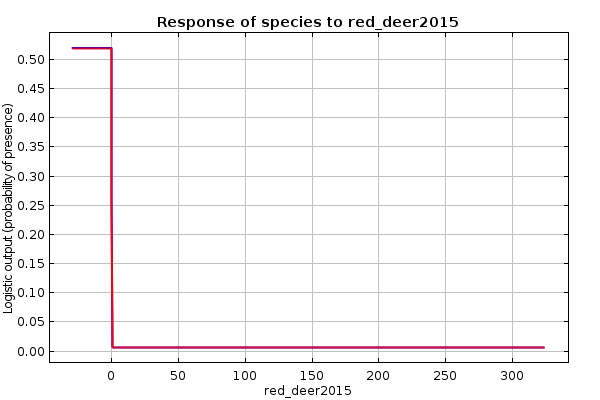 Response of species to red_deer2015
Logistic output (probability of presence)
0.50
0.45
0.40
0.35
0.30
0.25
0.20
0.15
0.10
0.05
0.00
0 50 100 150 200 250 300
red_deer2015